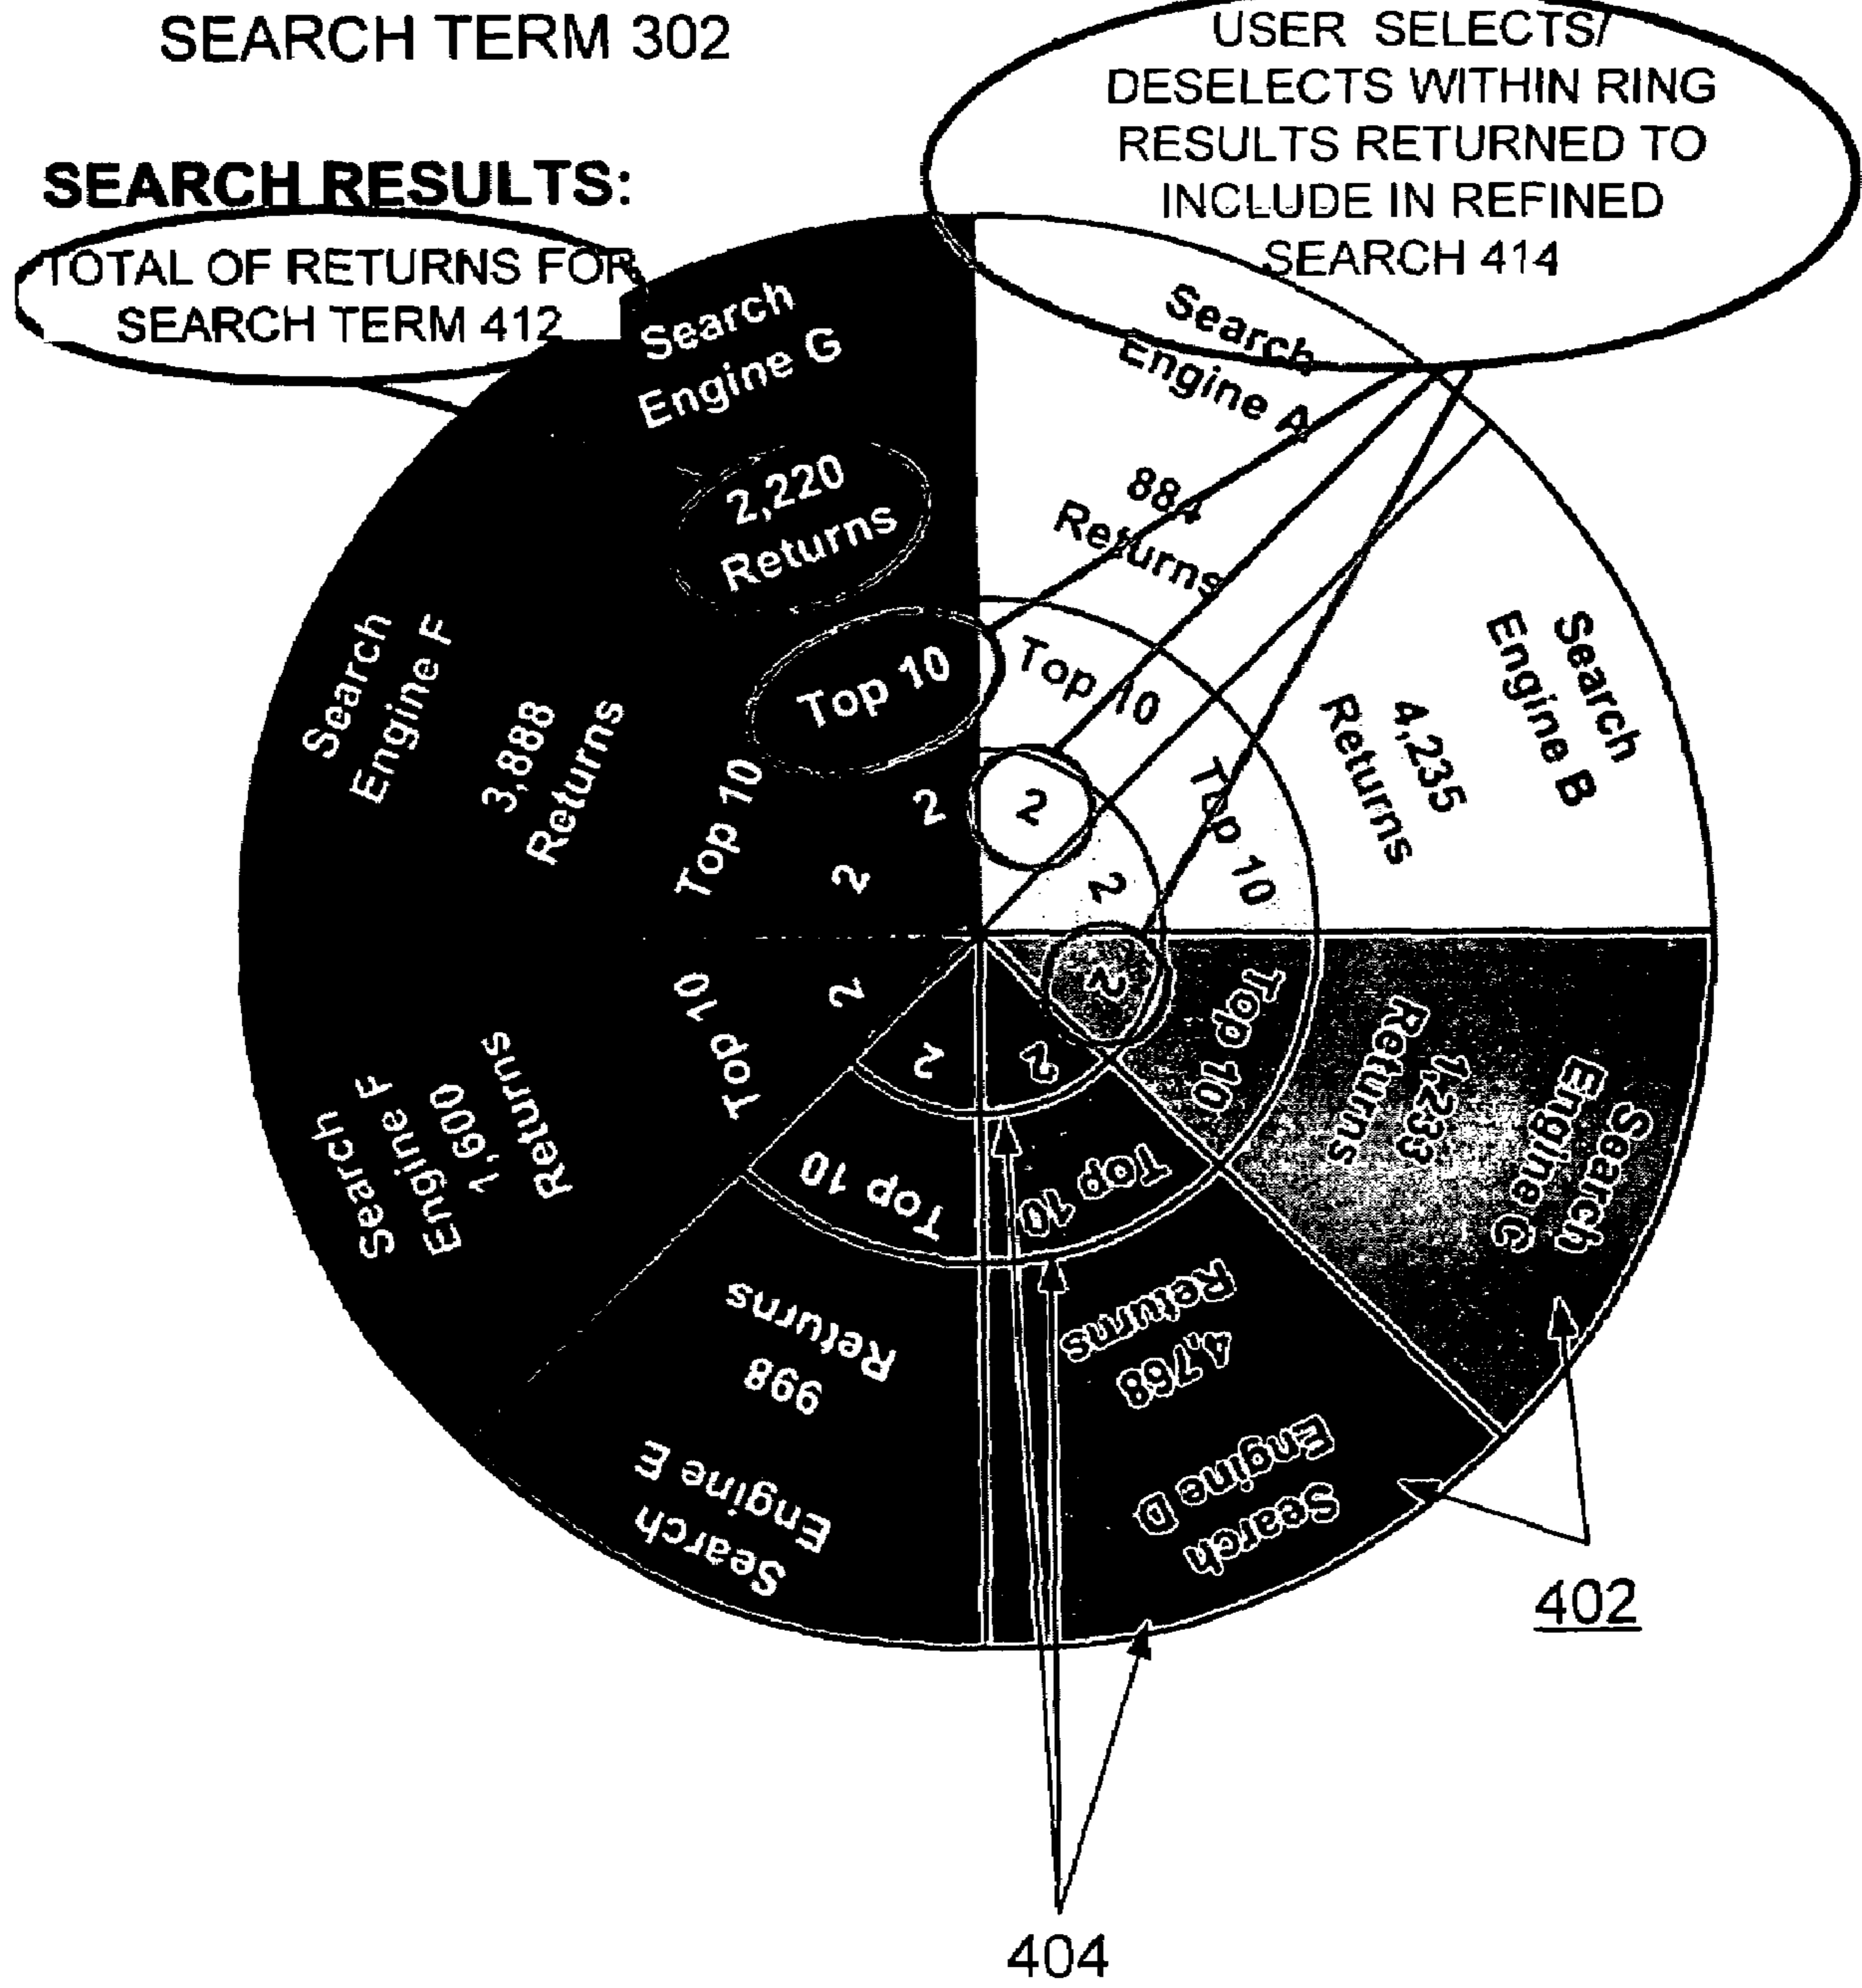 SEARCH TERM 302
USER SELECTS/
DESELECTS WITHIN RING
RESULTS RETURNED TO
INCLUDE IN REFINED
SEARCH 414
SEARCH RESULTS:
TOTAL OF RETURNS FOR
SEARCH TERM 412
Search
Engine G
2,220
Returns
Top 10
2
Search
Engine A
884
Returns
Top 10
2
Search
Engine B
4,235
Returns
Top 10
2
Search
Engine C
1,233
Returns
Top 10
2
Search
Engine D
4,768
Returns
Top 10
2
Search
Engine E
998
Returns
Top 10
2
Search
Engine F
1,600
Returns
Top 10
2
Search
Engine F
3,888
Returns
Top 10
2
402
404